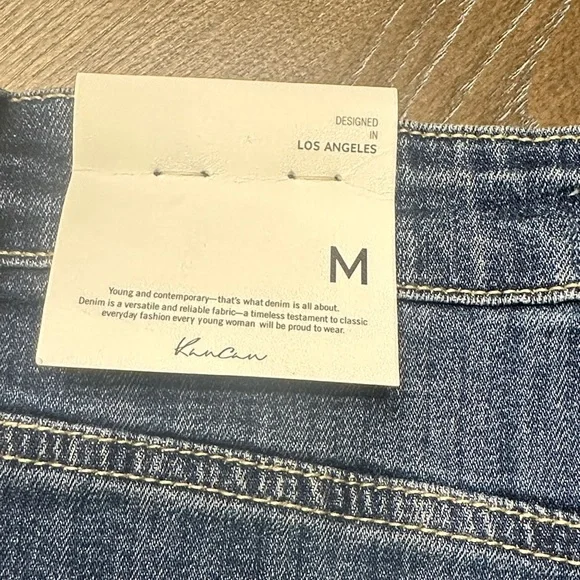 DESIGNED
IN
LOS ANGELES
M
Young and contemporary—that's what denim is all about.
Denim is a versatile and reliable fabric—a timeless testament to classic
everyday fashion every young woman will be proud to wear.
KanCan